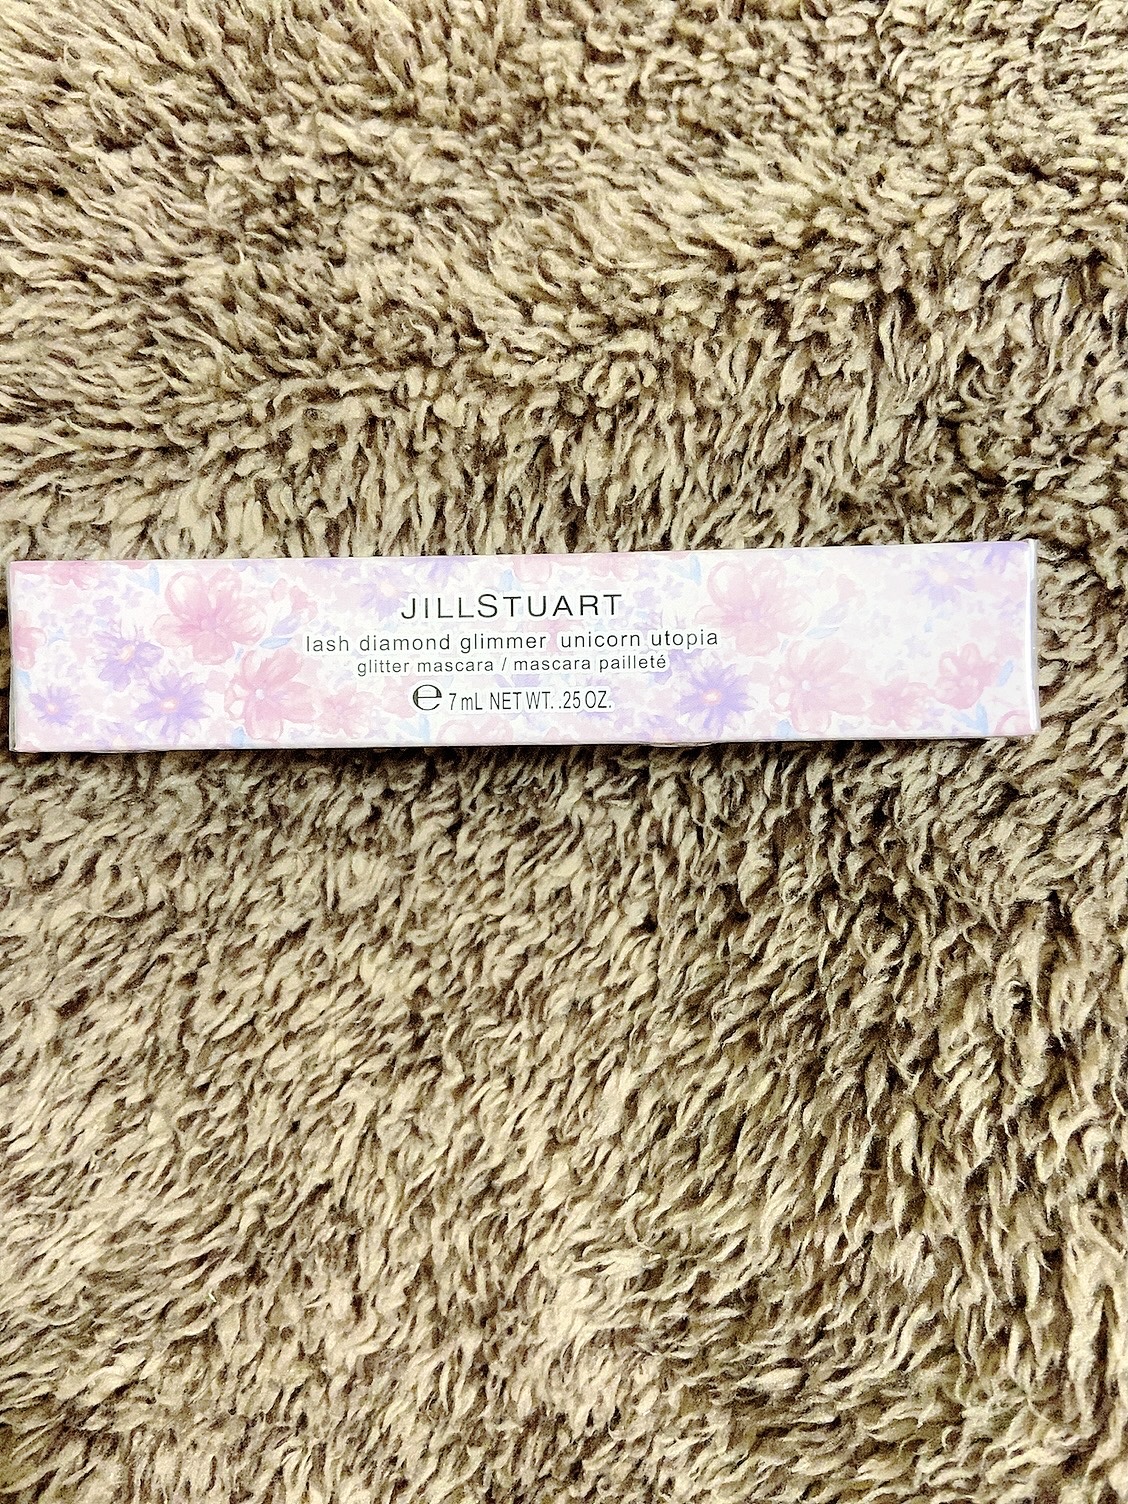 JILLSTUART
lash diamond glimmer unicorn utopia
glitter mascara / mascara pailleté
℮ 7 mL NET WT. .25 OZ.